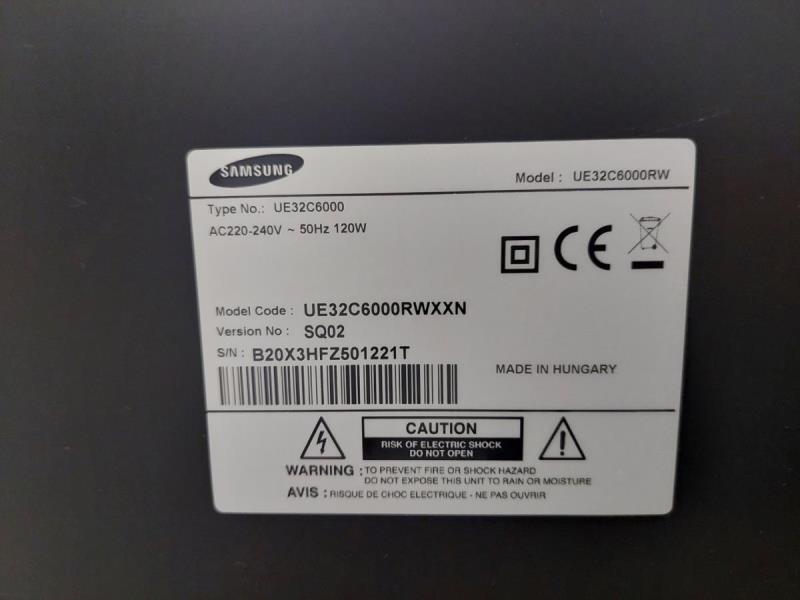 SAMSUNG
Model : UE32C6000RW
Type No.: UE32C6000
AC220-240V ~ 50Hz 120W
CE
Model Code : UE32C6000RWXXN
Version No : SQ02
S/N : B20X3HFZ501221T
MADE IN HUNGARY
CAUTION
RISK OF ELECTRIC SHOCK
DO NOT OPEN
WARNING : TO PREVENT FIRE OR SHOCK HAZARD
DO NOT EXPOSE THIS UNIT TO RAIN OR MOISTURE
AVIS : RISQUE DE CHOC ELECTRIQUE - NE PAS OUVRIR